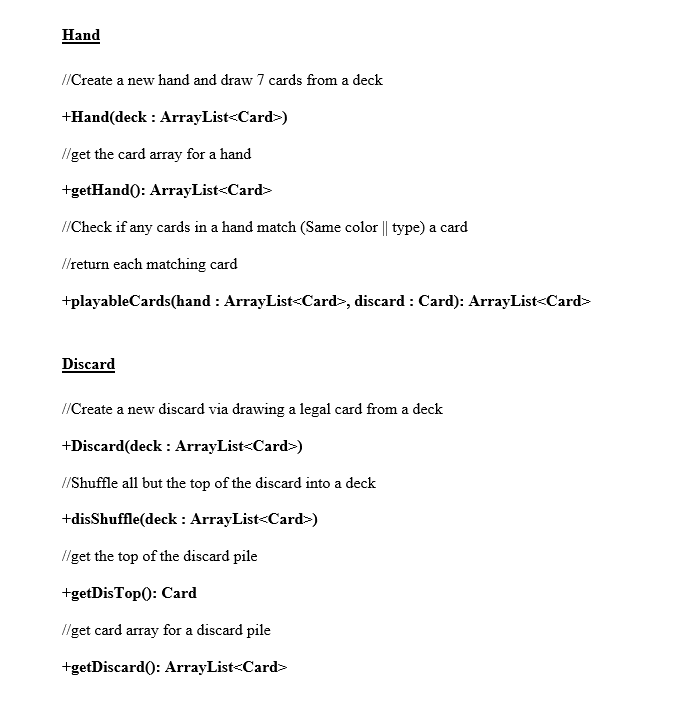 Hand
//Create a new hand and draw 7 cards from a deck
+Hand(deck : ArrayList<Card>)
//get the card array for a hand
+getHand(): ArrayList<Card>
//Check if any cards in a hand match (Same color || type) a card
//return each matching card
+playableCards(hand : ArrayList<Card>, discard : Card): ArrayList<Card>
Discard
//Create a new discard via drawing a legal card from a deck
+Discard(deck : ArrayList<Card>)
//Shuffle all but the top of the discard into a deck
+disShuffle(deck : ArrayList<Card>)
//get the top of the discard pile
+getDisTop(): Card
//get card array for a discard pile
+getDiscard(): ArrayList<Card>